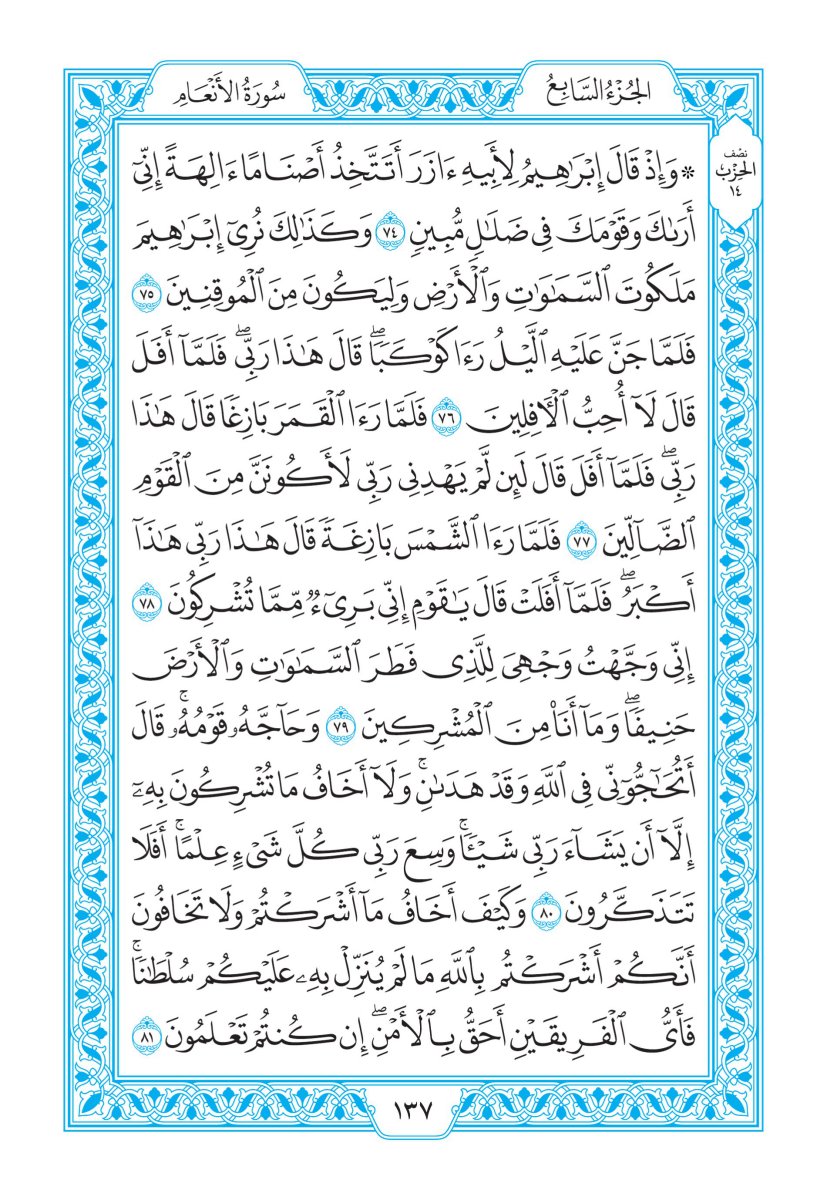 الجُزْءُ السَّابِعُ
سُورَةُ الأَنْعَامِ
نصْف
الحِزْب
١٤
* وَإِذْ قَالَ إِبْرَٰهِيمُ لِأَبِيهِ ءَازَرَ أَتَتَّخِذُ أَصْنَامًا ءَالِهَةً إِنِّيٓ
أَرَىٰكَ وَقَوْمَكَ فِي ضَلَٰلٖ مُّبِينٖ ٧٤ وَكَذَٰلِكَ نُرِيٓ إِبْرَٰهِيمَ
مَلَكُوتَ ٱلسَّمَٰوَٰتِ وَٱلْأَرْضِ وَلِيَكُونَ مِنَ ٱلْمُوقِنِينَ ٧٥
فَلَمَّا جَنَّ عَلَيْهِ ٱلَّيْلُ رَءَا كَوْكَبٗاۖ قَالَ هَٰذَا رَبِّيۖ فَلَمَّآ أَفَلَ
قَالَ لَآ أُحِبُّ ٱلْأٓفِلِينَ ٧٦ فَلَمَّا رَءَا ٱلْقَمَرَ بَازِغٗا قَالَ هَٰذَا
رَبِّيۖ فَلَمَّآ أَفَلَ قَالَ لَئِن لَّمْ يَهْدِنِي رَبِّي لَأَكُونَنَّ مِنَ ٱلْقَوْمِ
ٱلضَّآلِّينَ ٧٧ فَلَمَّا رَءَا ٱلشَّمْسَ بَازِغَةٗ قَالَ هَٰذَا رَبِّي هَٰذَآ
أَكْبَرُۖ فَلَمَّآ أَفَلَتْ قَالَ يَٰقَوْمِ إِنِّي بَرِيٓءٞ مِّمَّا تُشْرِكُونَ ٧٨
إِنِّي وَجَّهْتُ وَجْهِيَ لِلَّذِي فَطَرَ ٱلسَّمَٰوَٰتِ وَٱلْأَرْضَ
حَنِيفٗاۖ وَمَآ أَنَا۠ مِنَ ٱلْمُشْرِكِينَ ٧٩ وَحَآجَّهُۥ قَوْمُهُۥۚ قَالَ
أَتُحَٰٓجُّوٓنِّي فِي ٱللَّهِ وَقَدْ هَدَىٰنِۚ وَلَآ أَخَافُ مَا تُشْرِكُونَ بِهِۦٓ
إِلَّآ أَن يَشَآءَ رَبِّي شَيْـٔٗاۚ وَسِعَ رَبِّي كُلَّ شَيْءٍ عِلْمًاۚ أَفَلَا
تَتَذَكَّرُونَ ٨٠ وَكَيْفَ أَخَافُ مَآ أَشْرَكْتُمْ وَلَا تَخَافُونَ
أَنَّكُمْ أَشْرَكْتُم بِٱللَّهِ مَا لَمْ يُنَزِّلْ بِهِۦ عَلَيْكُمْ سُلْطَٰنٗاۚ
فَأَيُّ ٱلْفَرِيقَيْنِ أَحَقُّ بِٱلْأَمْنِۖ إِن كُنتُمْ تَعْلَمُونَ ٨١
١٣٧